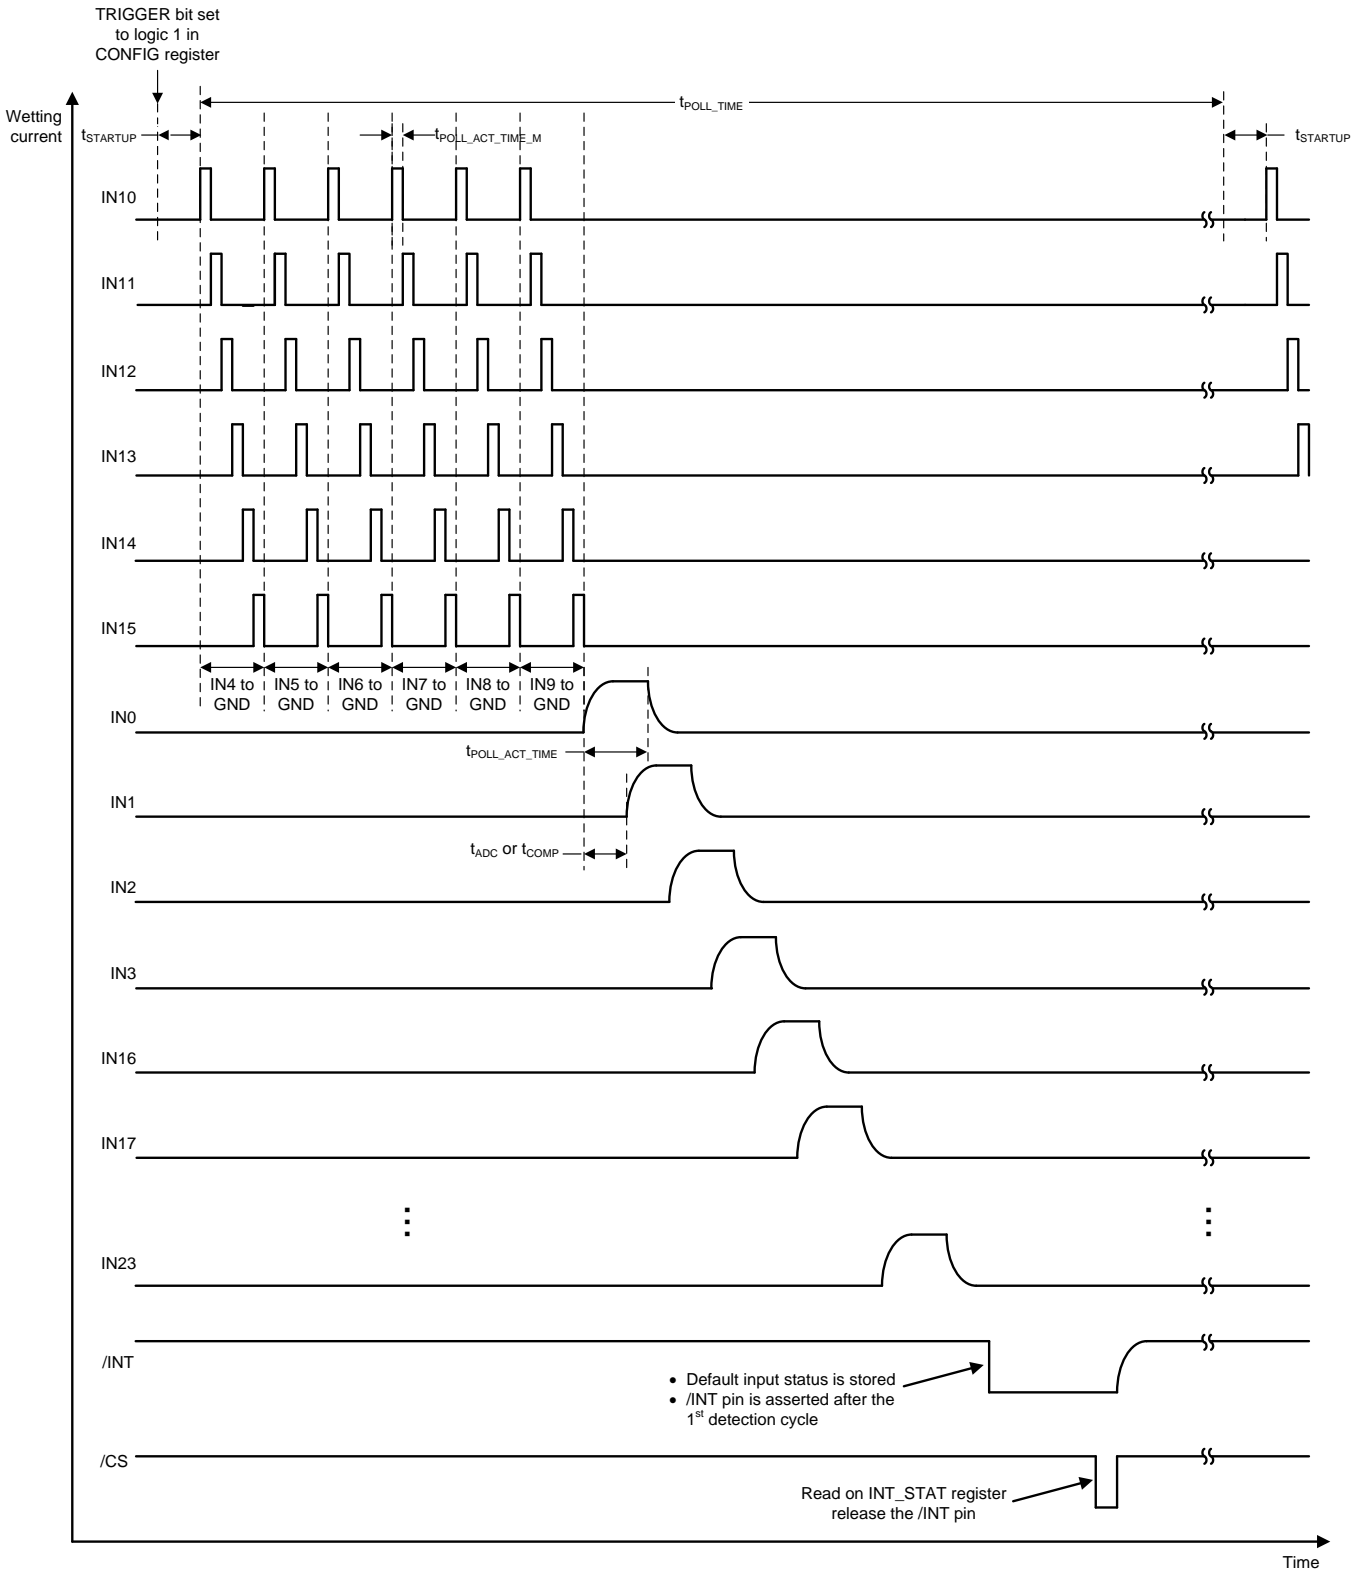 TRIGGER bit set
to logic 1 in
CONFIG register
Wetting
current
tPOLL_TIME
tSTARTUP
tPOLL_ACT_TIME_M
tSTARTUP
IN10
IN11
IN12
IN13
IN14
IN15
IN4 to
GND
IN5 to
GND
IN6 to
GND
IN7 to
GND
IN8 to
GND
IN9 to
GND
IN0
tPOLL_ACT_TIME
IN1
tADC or tCOMP
IN2
IN3
IN16
IN17
⋮ ⋮
IN23
/INT
• Default input status is stored
• /INT pin is asserted after the
1st detection cycle
/CS
Read on INT_STAT register
release the /INT pin
Time